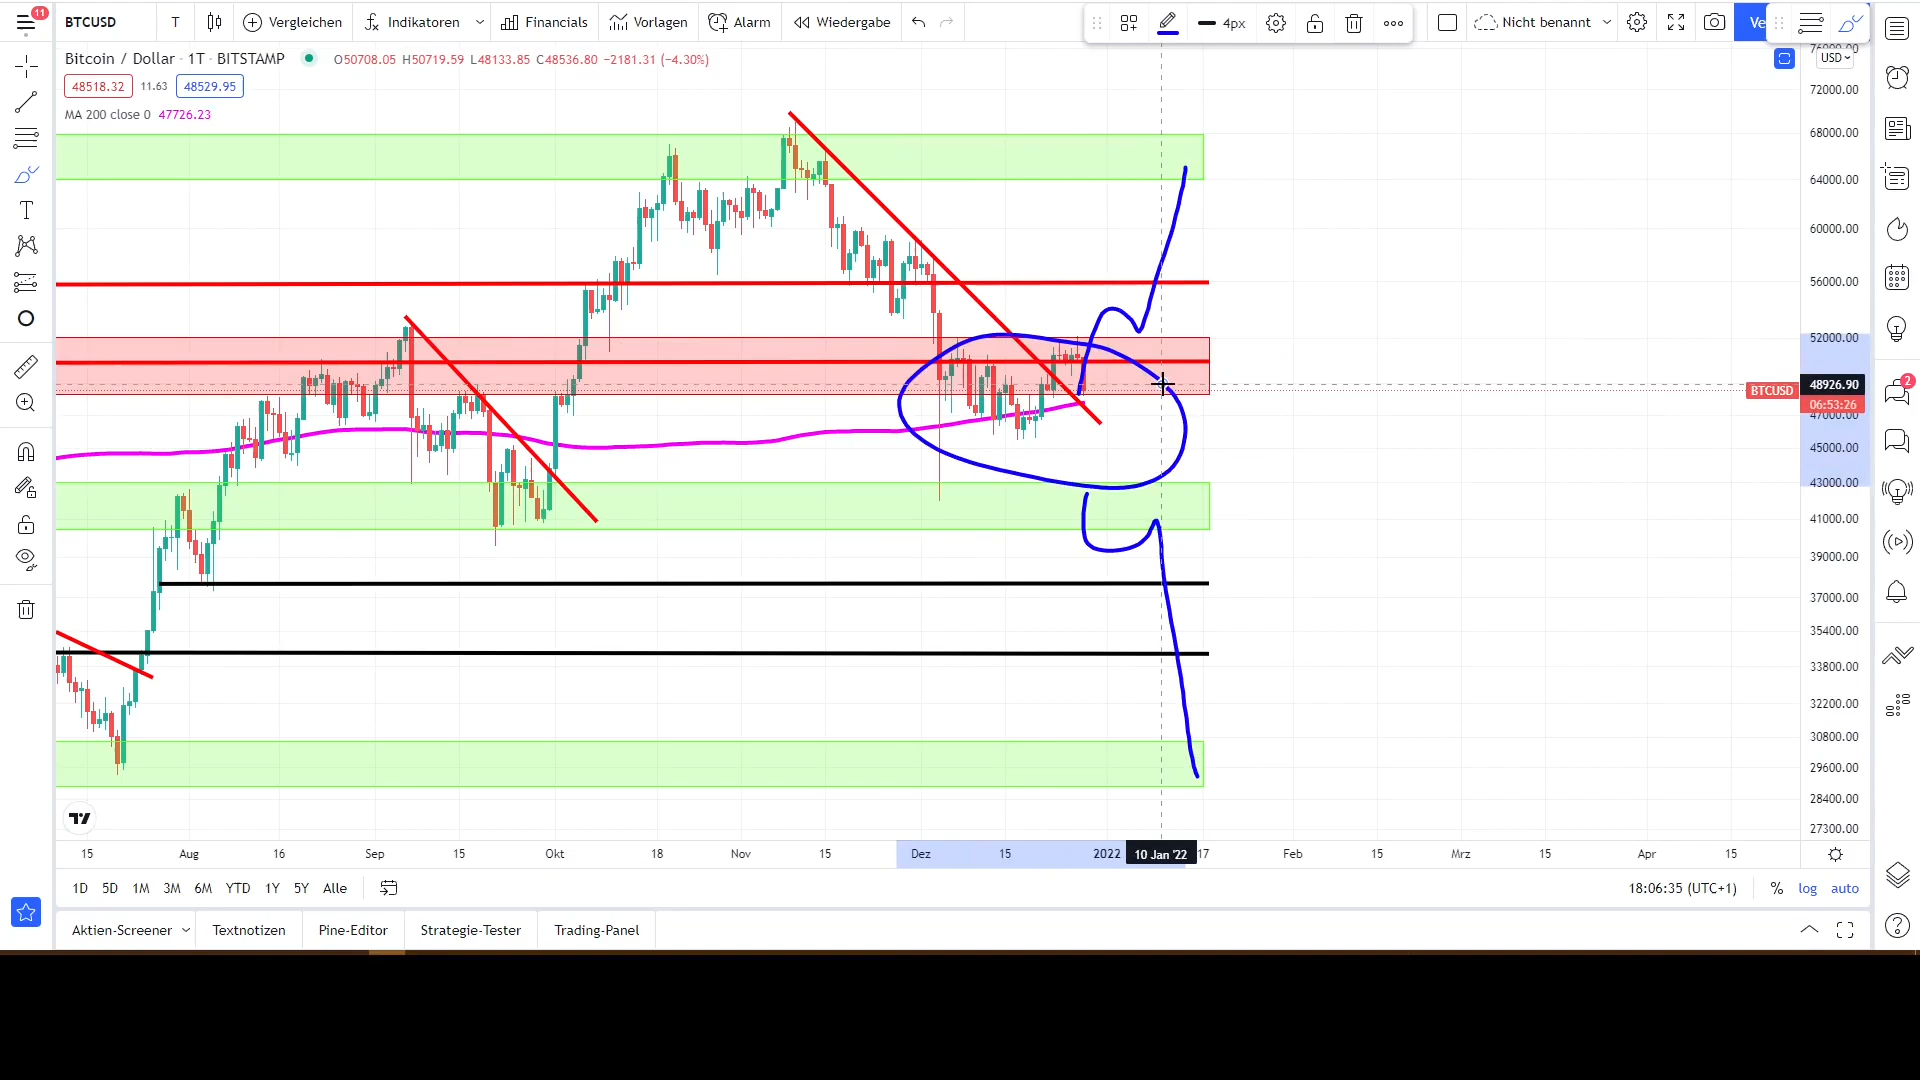 11
BTCUSD T Vergleichen Indikatoren Financials Vorlagen Alarm Wiedergabe 4px Nicht benannt Ve
Bitcoin / Dollar · 1T · BITSTAMP O50708.05 H50719.59 L48133.85 C48536.80 −2181.31 (−4.30%)
48518.32 11.63 48529.95
MA 200 close 0 47726.23
USD
72000.00
68000.00
64000.00
60000.00
56000.00
52000.00
48926.90
BTCUSD
06:53:26
47000.00
45000.00
43000.00
41000.00
39000.00
37000.00
35400.00
33800.00
32200.00
30800.00
29600.00
28400.00
27300.00
2
15 Aug 16 Sep 15 Okt 18 Nov 15 Dez 15 2022 10 Jan '22 17 Feb 15 Mrz 15 Apr 15
1D 5D 1M 3M 6M YTD 1Y 5Y Alle 18:06:35 (UTC+1) % log auto
Aktien-Screener Textnotizen Pine-Editor Strategie-Tester Trading-Panel